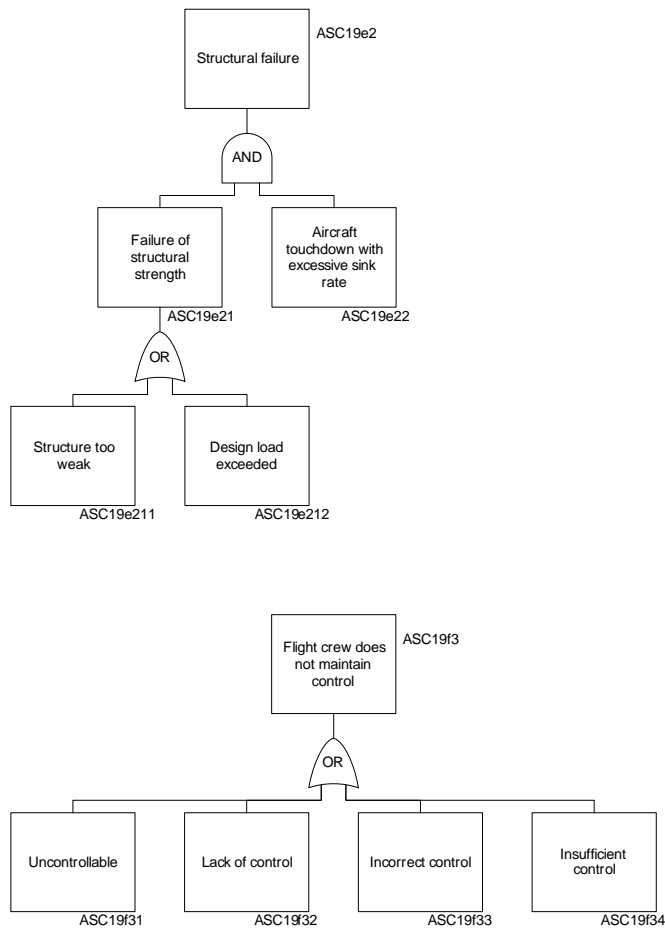 ASC19e2
Structural failure
AND
Failure of
structural
strength
Aircraft
touchdown with
excessive sink
rate
ASC19e21
ASC19e22
OR
Structure too
weak
Design load
exceeded
ASC19e211
ASC19e212
Flight crew does
not maintain
control
ASC19f3
OR
Uncontrollable
Lack of control
Incorrect control
Insufficient
control
ASC19f31
ASC19f32
ASC19f33
ASC19f34